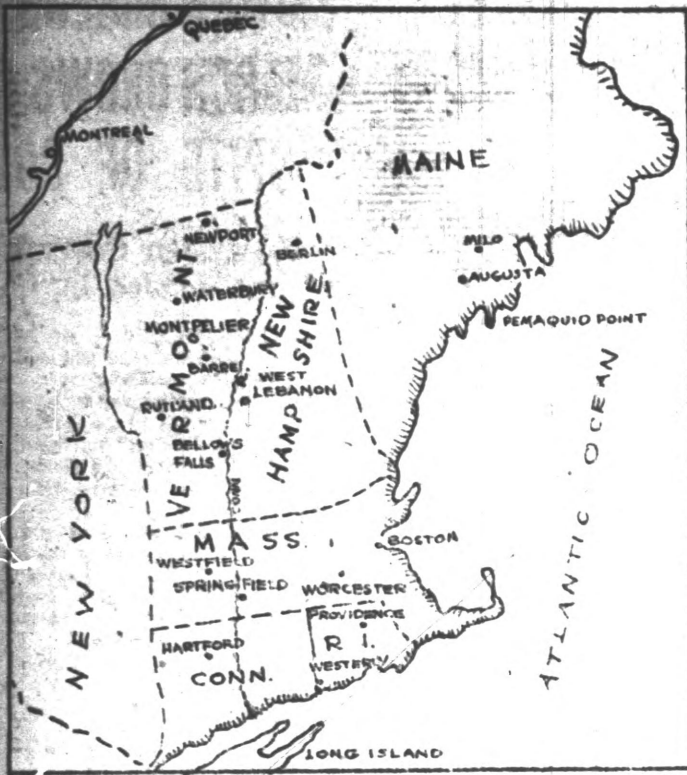 QUEBEC
MONTREAL
MAINE
NEWPORT
BERLIN
MILO
AUGUSTA
WATERBURY
PEMAQUID POINT
MONTPELIER
NEW
HAMPSHIRE
VERMONT
BARRE
WEST
LEBANON
RUTLAND
BELLOWS
FALLS
NEW YORK
ATLANTIC OCEAN
MASS.
BOSTON
WESTFIELD
SPRINGFIELD
WORCESTER
PROVIDENCE
HARTFORD
R. I.
WESTERLY
CONN.
LONG ISLAND